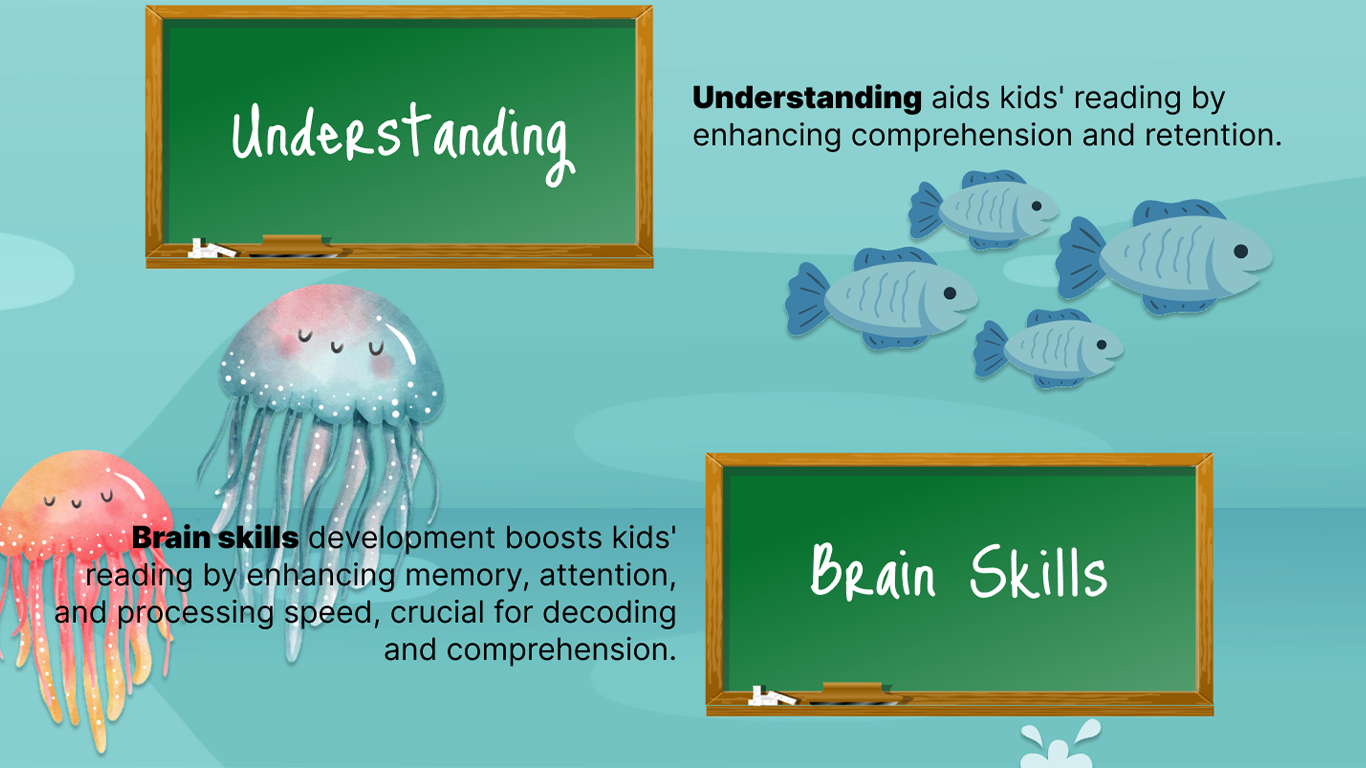 Understanding
Understanding aids kids' reading by
enhancing comprehension and retention.
Brain skills development boosts kids'
reading by enhancing memory, attention,
and processing speed, crucial for decoding
and comprehension.
Brain Skills